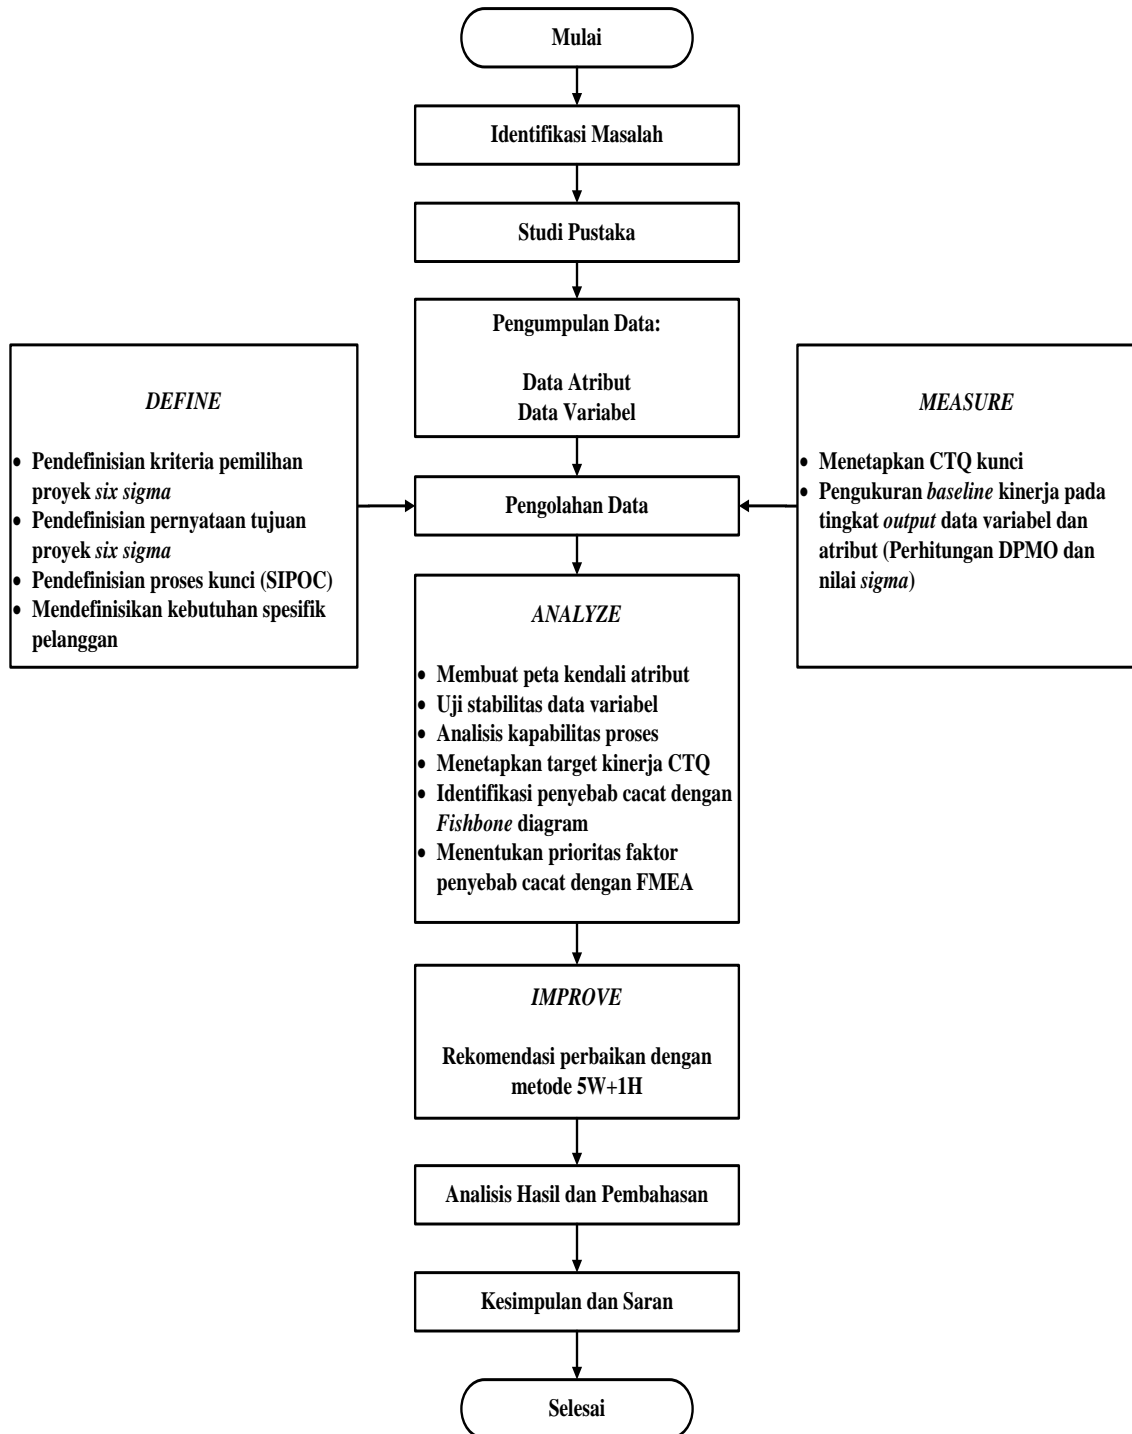 Mulai
Identifikasi Masalah
Studi Pustaka
Pengumpulan Data:
Data Atribut
Data Variabel
DEFINE
• Pendefinisian kriteria pemilihan
proyek six sigma
• Pendefinisian pernyataan tujuan
proyek six sigma
• Pendefinisian proses kunci (SIPOC)
• Mendefinisikan kebutuhan spesifik
pelanggan
Pengolahan Data
MEASURE
• Menetapkan CTQ kunci
• Pengukuran baseline kinerja pada
tingkat output data variabel dan
atribut (Perhitungan DPMO dan
nilai sigma)
ANALYZE
• Membuat peta kendali atribut
• Uji stabilitas data variabel
• Analisis kapabilitas proses
• Menetapkan target kinerja CTQ
• Identifikasi penyebab cacat dengan
Fishbone diagram
• Menentukan prioritas faktor
penyebab cacat dengan FMEA
IMPROVE
Rekomendasi perbaikan dengan
metode 5W+1H
Analisis Hasil dan Pembahasan
Kesimpulan dan Saran
Selesai